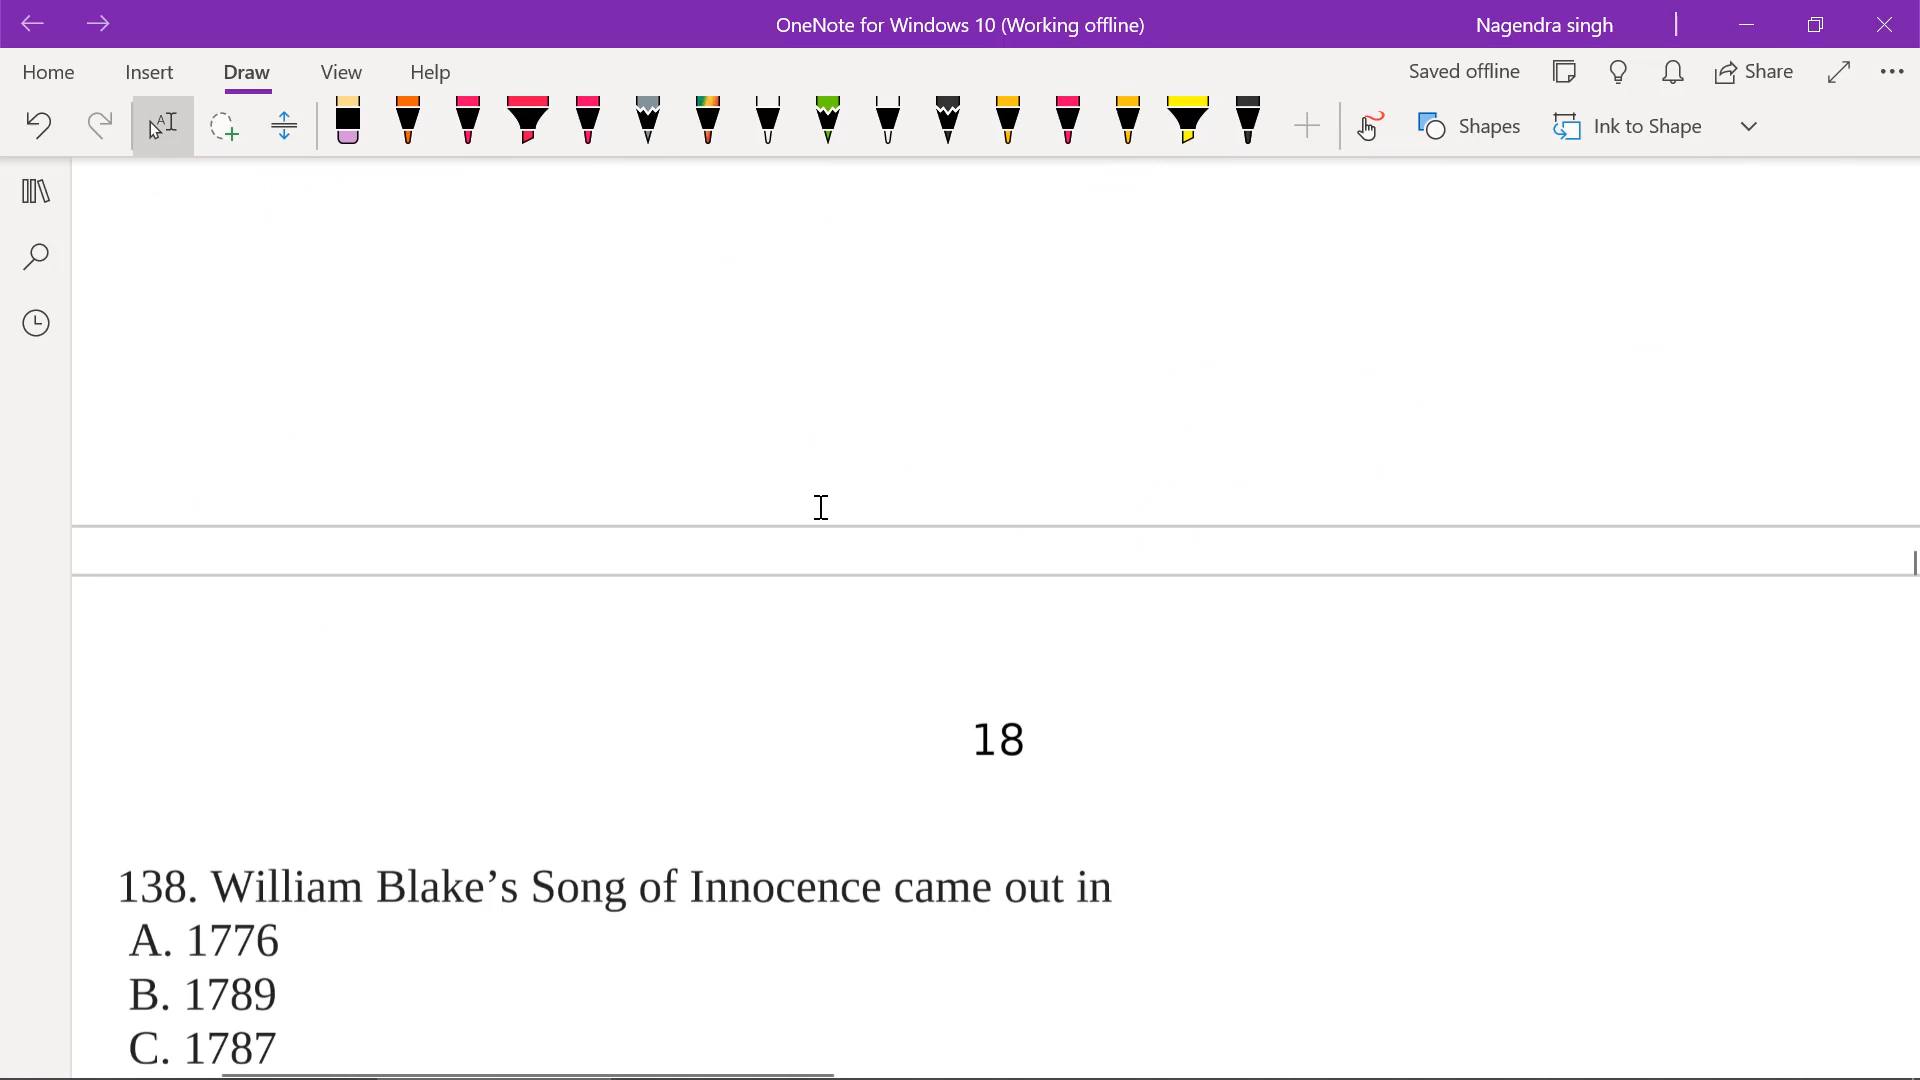 OneNote for Windows 10 (Working offline)
Nagendra singh
Home Insert Draw View Help
Saved offline
Share
Shapes
Ink to Shape
18
138. William Blake’s Song of Innocence came out in
A. 1776
B. 1789
C. 1787